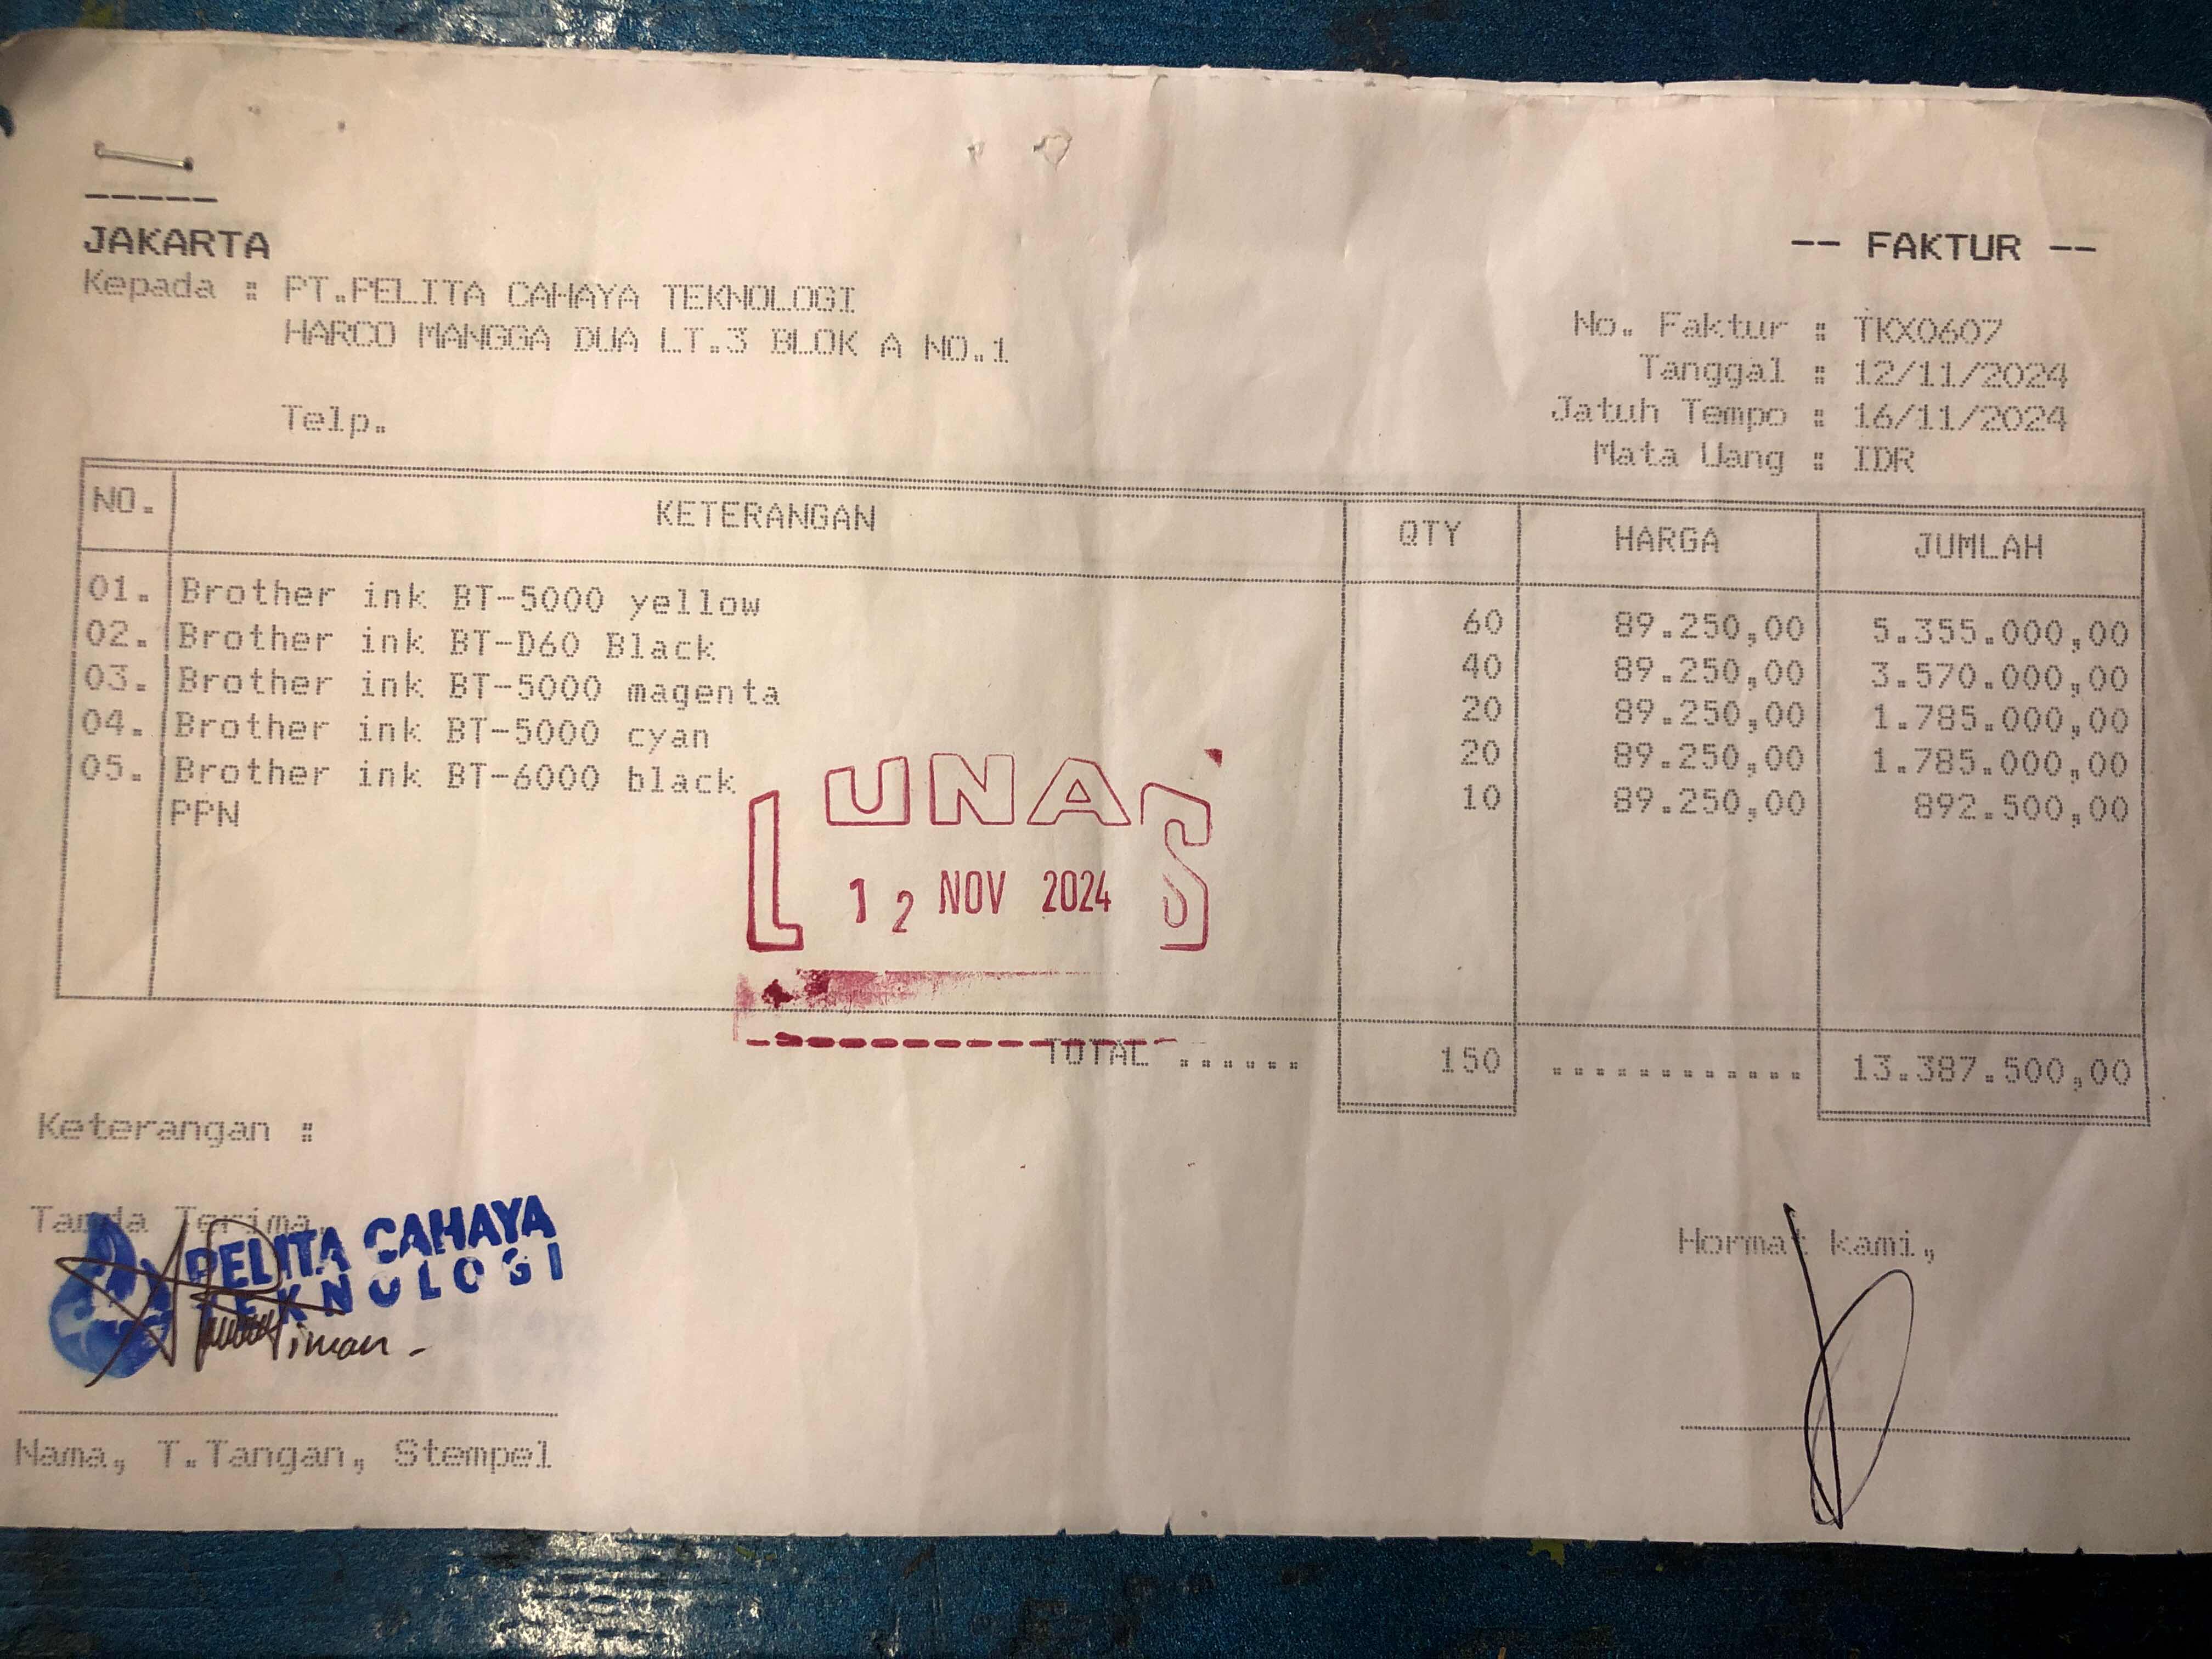 -----
JAKARTA
-- FAKTUR --
Kepada : PT.PELITA CAHAYA TEKNOLOGI
HARCO MANGGA DUA LT.3 BLOK A NO.1
Telp.
No. Faktur : TKX0607
Tanggal : 12/11/2024
Jatuh Tempo : 16/11/2024
Mata Uang : IDR
NO. KETERANGAN QTY HARGA JUMLAH
01. Brother ink BT-5000 yellow 60 89.250,00 5.355.000,00
02. Brother ink BT-D60 Black 40 89.250,00 3.570.000,00
03. Brother ink BT-5000 magenta 20 89.250,00 1.785.000,00
04. Brother ink BT-5000 cyan 20 89.250,00 1.785.000,00
05. Brother ink BT-6000 black 10 89.250,00 892.500,00
PPN
LUNAS
12 NOV 2024
TOTAL ...... 150 ............ 13.387.500,00
Keterangan :
Tanda Terima,
PELITA CAHAYA
TEKNOLOGI
Hormat kami,
Nama, T.Tangan, Stempel